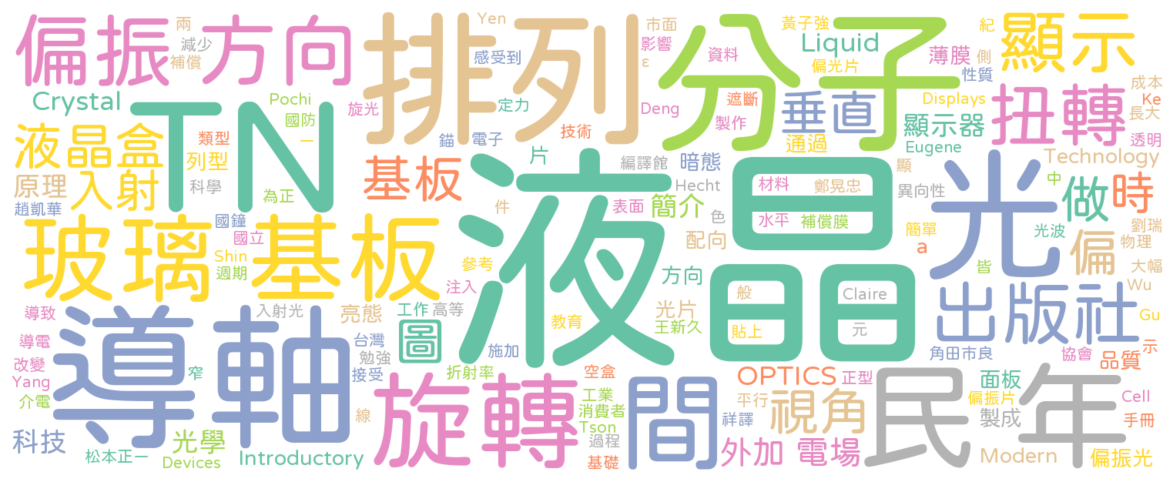 偏振方向
兩
減少
補償
排列
Yen
感受到
市面
影響
ε
分子
黃子強
資料
偏光片
Liquid
薄膜
紀
側
性質
顯示
Crystal
TN
Pochi
國防
一
旋光
定力
Deng
遮斷
製作
垂直
通過
Displays
顯示器
Eugene
扭轉
成本
Ke
長大
透明
液晶盒
類型
列型
科學
錨
電子
技術
片
編譯館
暗態
Technology
原理
入射
為正
基板
液晶
Hecht
材料
鄭晃忠
水平
補償膜
異向性
顯
光
中
做
時
趙凱華
國鐘
國立
件
表面
簡介
色
配向
簡單
a
光波
偏
劉瑞
物理
玻璃基板
Shin
週期
參考
注入
方向
皆
大幅
Wu
導致
導軸
入射光
亮態
工作
高等
圖
教育
光片
王新久
般
Claire
貼上
元
出版社
Gu
示
導電
改變
Yang
介電
窄
台灣
勉強
接受
施加
折射率
角田市良
協會
品質
旋轉
空盒
工業
消費者
Tson
過程
基礎
間
OPTICS
正型
平行
視角
祥譯
民年
面板
偏振片
製成
Cell
手冊
科技
光學
線
松本正一
Devices
Introductory
外加
電場
Modern
偏振光